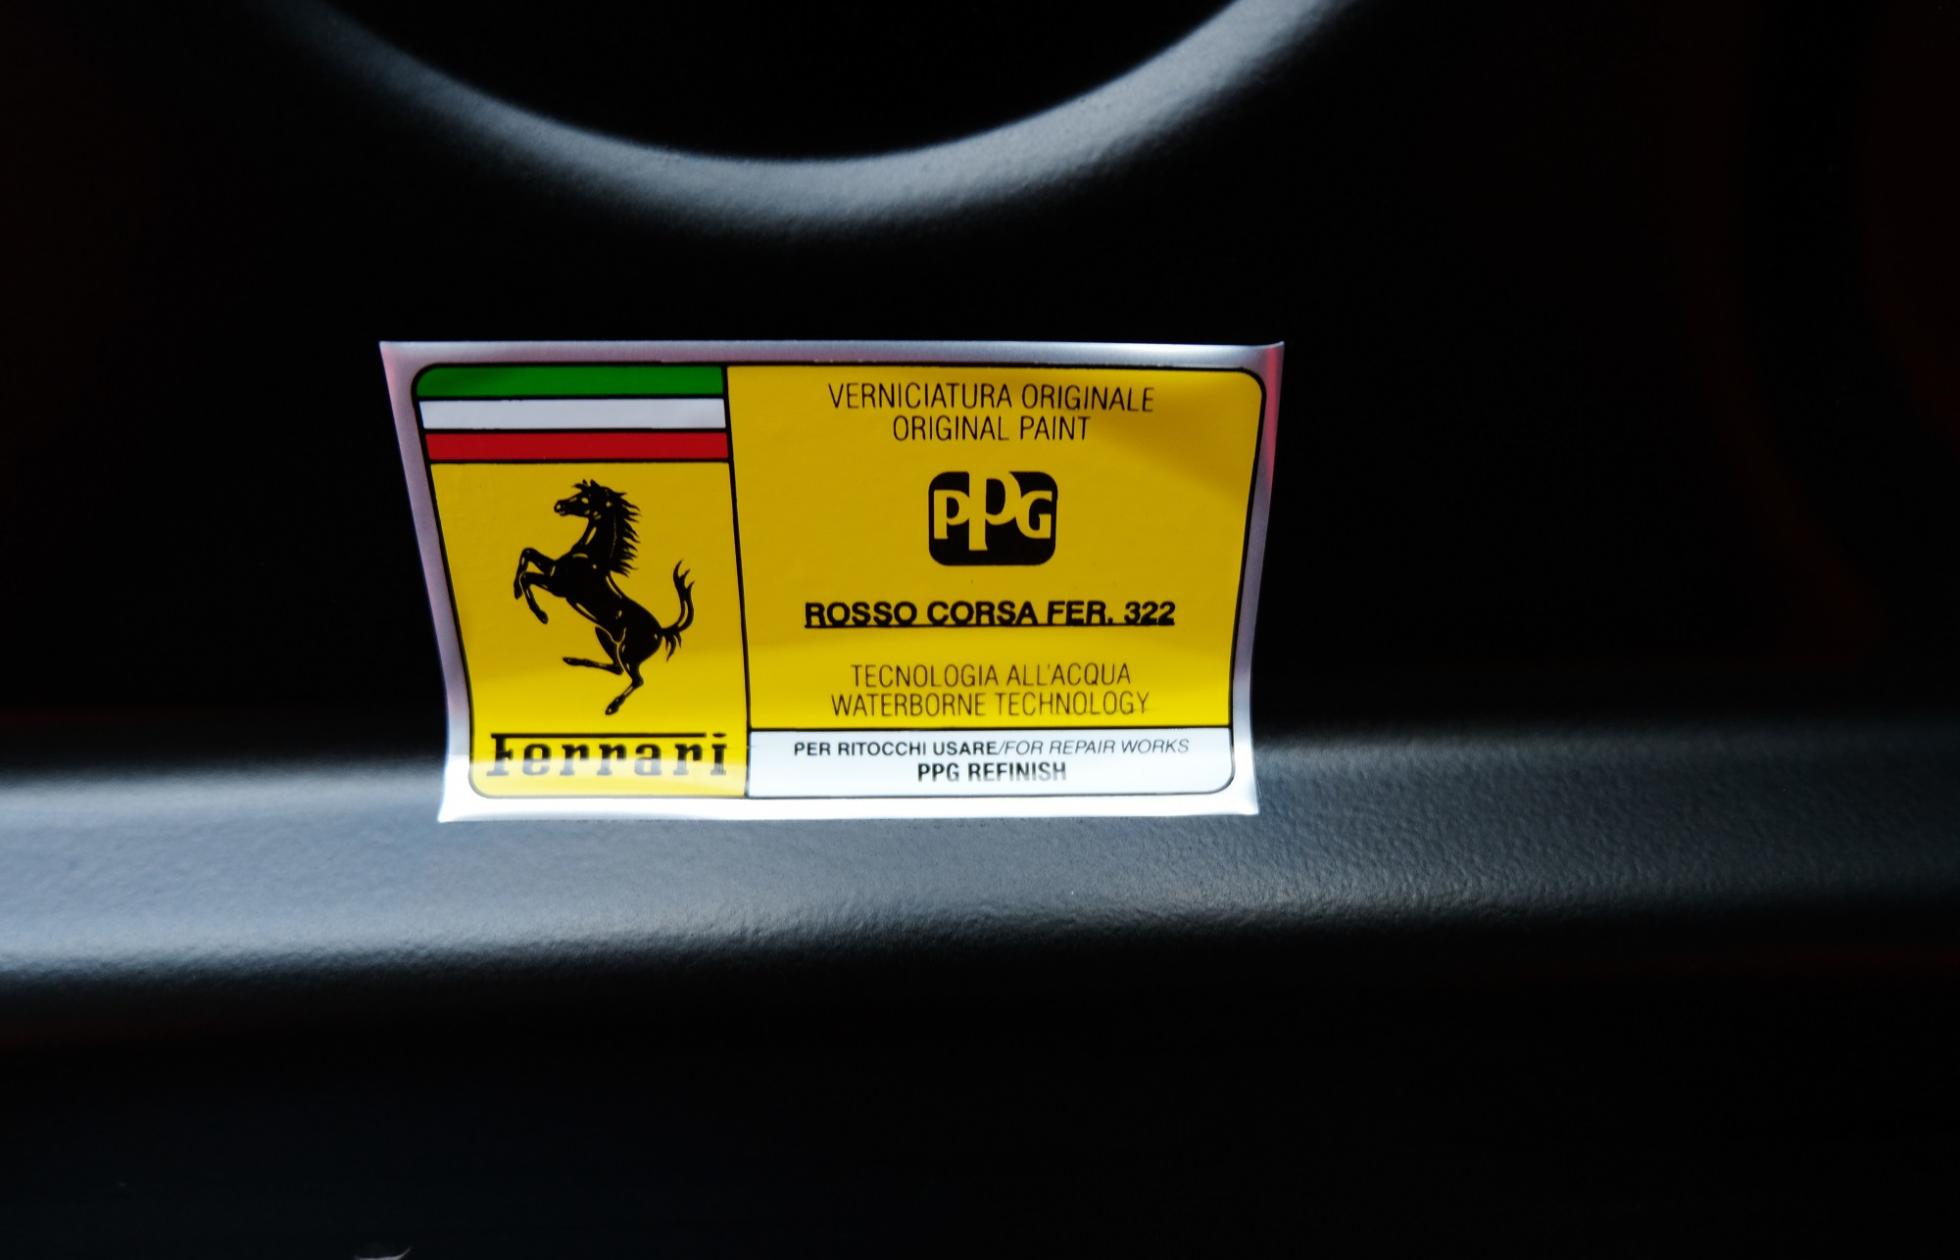 VERNICIATURA ORIGINALE
ORIGINAL PAINT
PPG
ROSSO CORSA FER. 322
TECNOLOGIA ALL'ACQUA
WATERBORNE TECHNOLOGY
Ferrari
PER RITOCCHI USARE/FOR REPAIR WORKS
PPG REFINISH